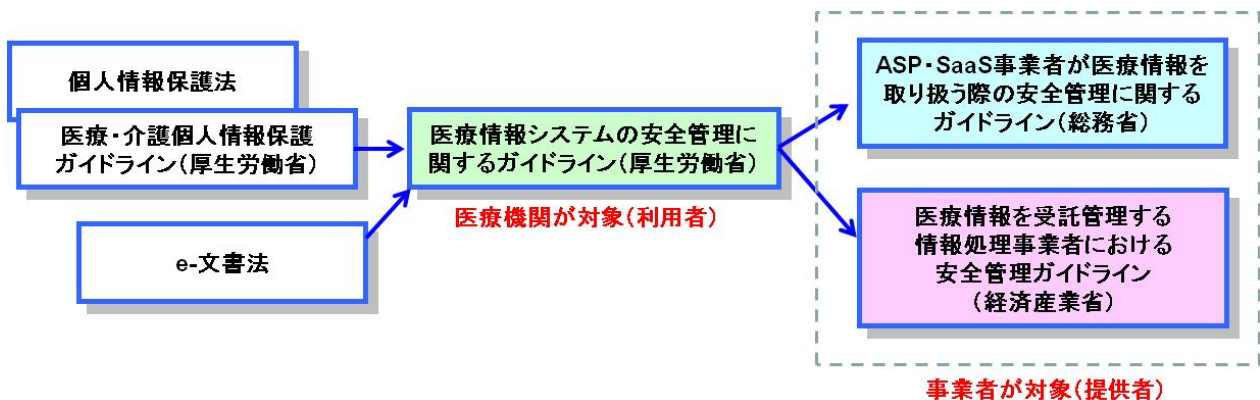 個人情報保護法
医療・介護個人情報保護
ガイドライン(厚生労働省)
e-文書法
医療情報システムの安全管理に
関するガイドライン(厚生労働省)
医療機関が対象(利用者)
ASP・SaaS事業者が医療情報を
取り扱う際の安全管理に関する
ガイドライン(総務省)
医療情報を受託管理する
情報処理事業者における
安全管理ガイドライン
(経済産業省)
事業者が対象(提供者)